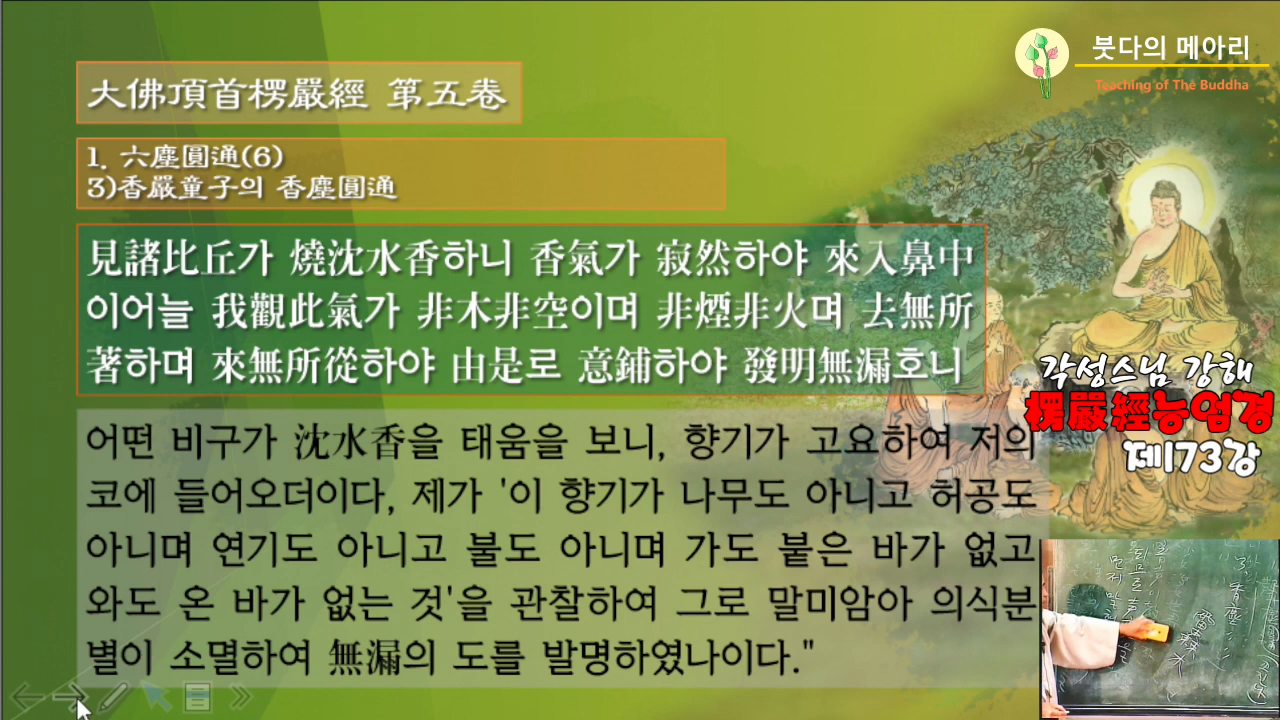 붓다의 메아리
Teaching of The Buddha
大佛頂首楞嚴經 第五卷
1. 六塵圓通(6)
3)香嚴童子의 香塵圓通
見諸比丘가 燒沈水香하니 香氣가 寂然하야 來入鼻中
이어늘 我觀此氣가 非木非空이며 非煙非火며 去無所
著하며 來無所從하야 由是로 意銷하야 發明無漏호니
어떤 비구가 沈水香을 태움을 보니, 향기가 고요하여 저의
코에 들어오더이다, 제가 '이 향기가 나무도 아니고 허공도
아니며 연기도 아니고 불도 아니며 가도 붙은 바가 없고
와도 온 바가 없는 것'을 관찰하여 그로 말미암아 의식분
별이 소멸하여 無漏의 도를 발명하였나이다."
각성스님 강해
楞嚴經능엄경
제173강